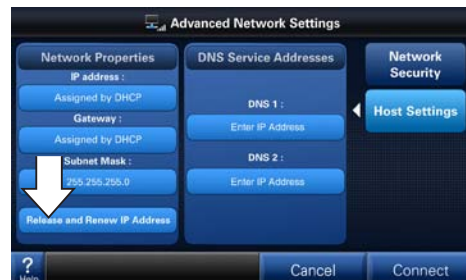 Advanced Network Settings
Network Properties
IP address :
Assigned by DHCP
Gateway :
Assigned by DHCP
Subnet Mask :
255.255.255.0
Release and Renew IP Address
DNS Service Addresses
DNS 1 :
Enter IP Address
DNS 2 :
Enter IP Address
Network
Security
Host Settings
?
Help
Cancel
Connect